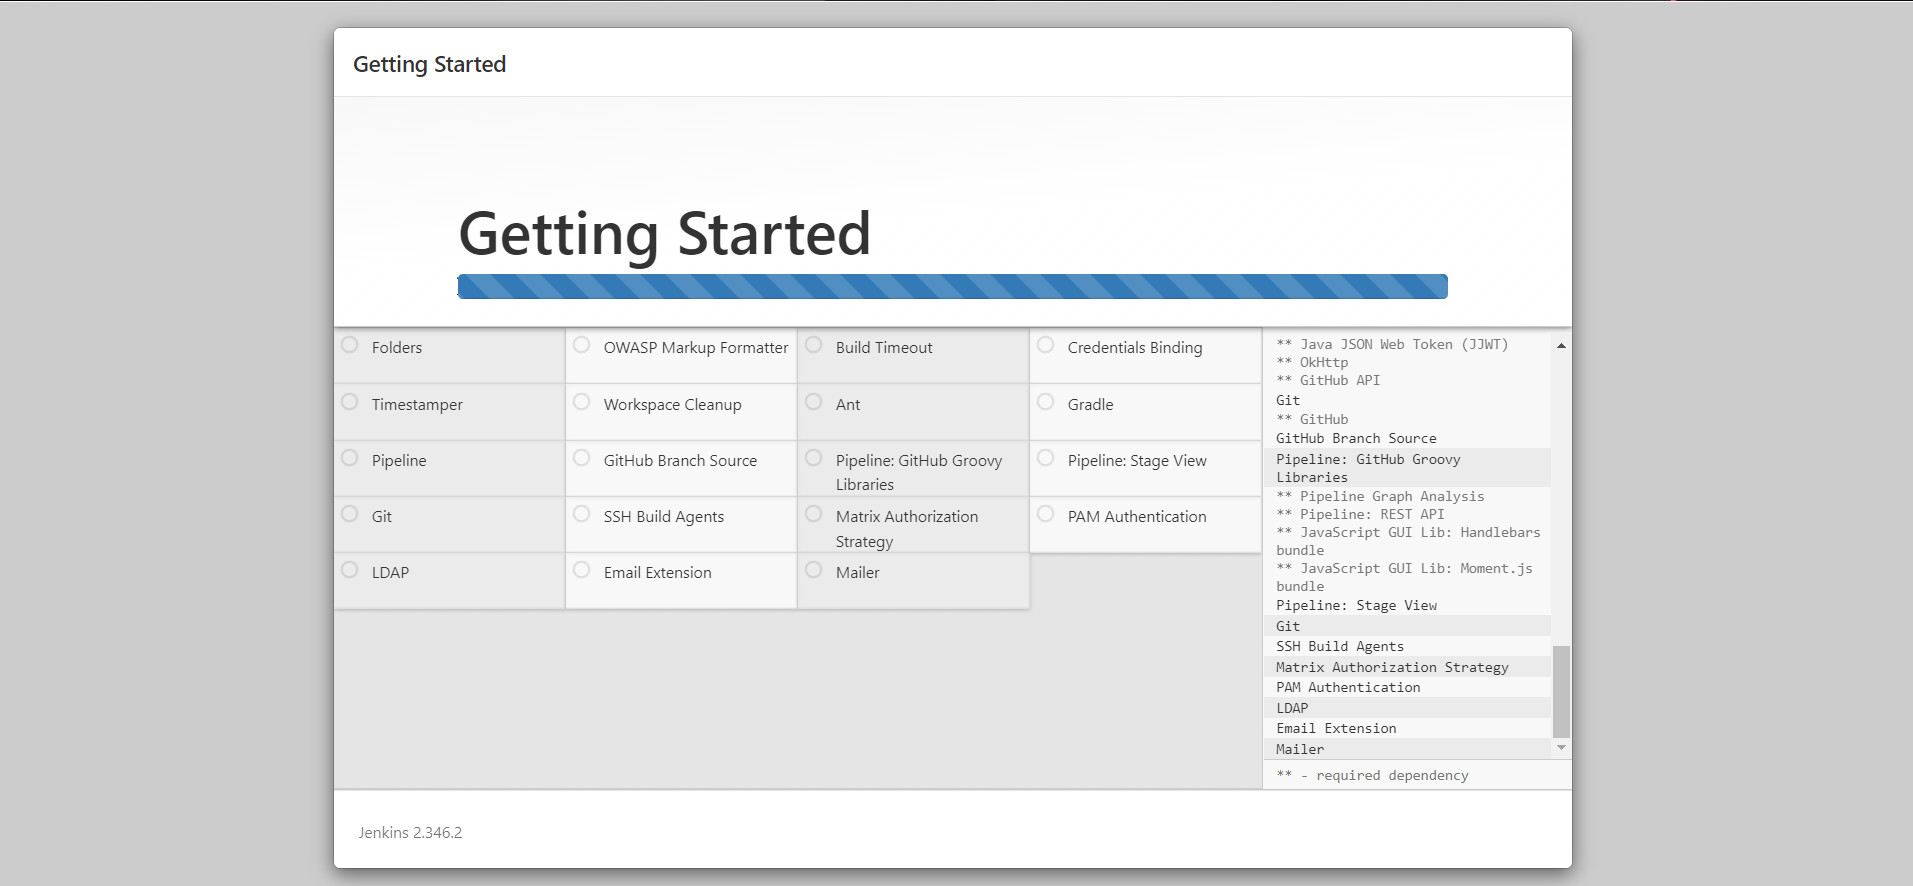 Getting Started
Getting Started
Folders
OWASP Markup Formatter
Build Timeout
Credentials Binding
Timestamper
Workspace Cleanup
Ant
Gradle
Pipeline
GitHub Branch Source
Pipeline: GitHub Groovy
Libraries
Pipeline: Stage View
Git
SSH Build Agents
Matrix Authorization
Strategy
PAM Authentication
LDAP
Email Extension
Mailer
** Java JSON Web Token (JJWT)
** OkHttp
** GitHub API
Git
** GitHub
GitHub Branch Source
Pipeline: GitHub Groovy
Libraries
** Pipeline Graph Analysis
** Pipeline: REST API
** JavaScript GUI Lib: Handlebars
bundle
** JavaScript GUI Lib: Moment.js
bundle
Pipeline: Stage View
Git
SSH Build Agents
Matrix Authorization Strategy
PAM Authentication
LDAP
Email Extension
Mailer
** - required dependency
Jenkins 2.346.2